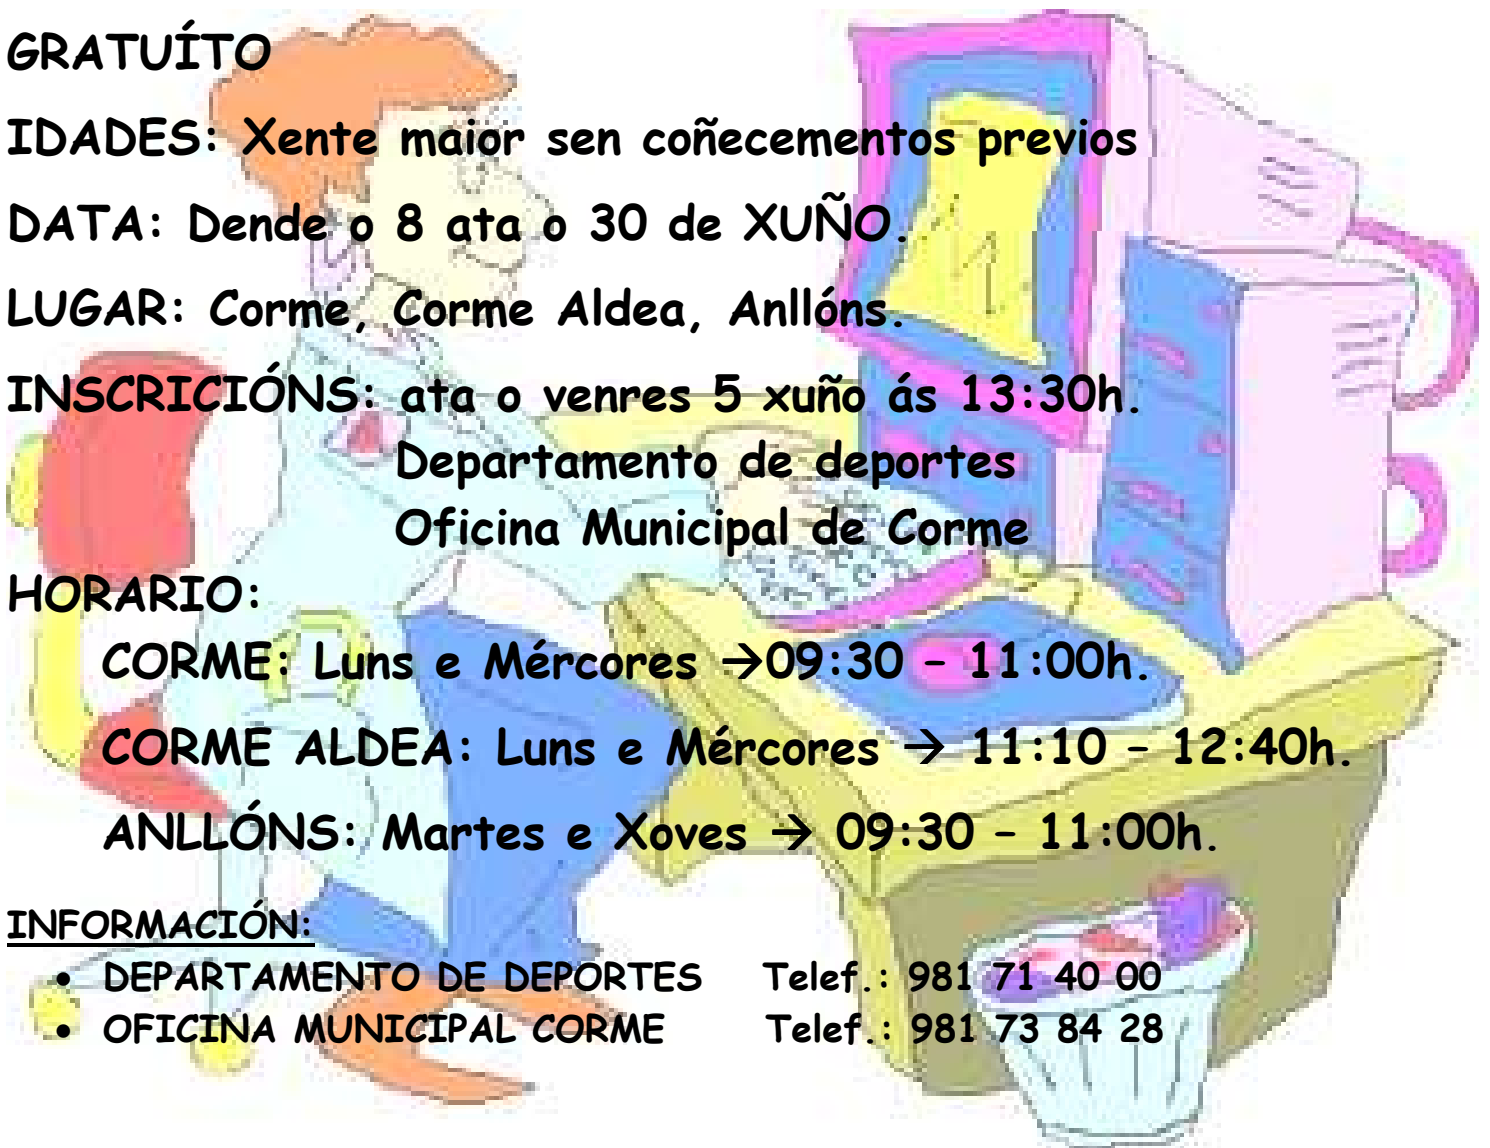 GRATUÍTO
IDADES: Xente maior sen coñecementos previos
DATA: Dende o 8 ata o 30 de XUÑO.
LUGAR: Corme, Corme Aldea, Anllóns.
INSCRICIÓNS: ata o venres 5 xuño ás 13:30h.
Departamento de deportes
Oficina Municipal de Corme
HORARIO:
CORME: Luns e Mércores →09:30 – 11:00h.
CORME ALDEA: Luns e Mércores → 11:10 – 12:40h.
ANLLÓNS: Martes e Xoves → 09:30 – 11:00h.
INFORMACIÓN:
• DEPARTAMENTO DE DEPORTES Telef.: 981 71 40 00
• OFICINA MUNICIPAL CORME Telef.: 981 73 84 28